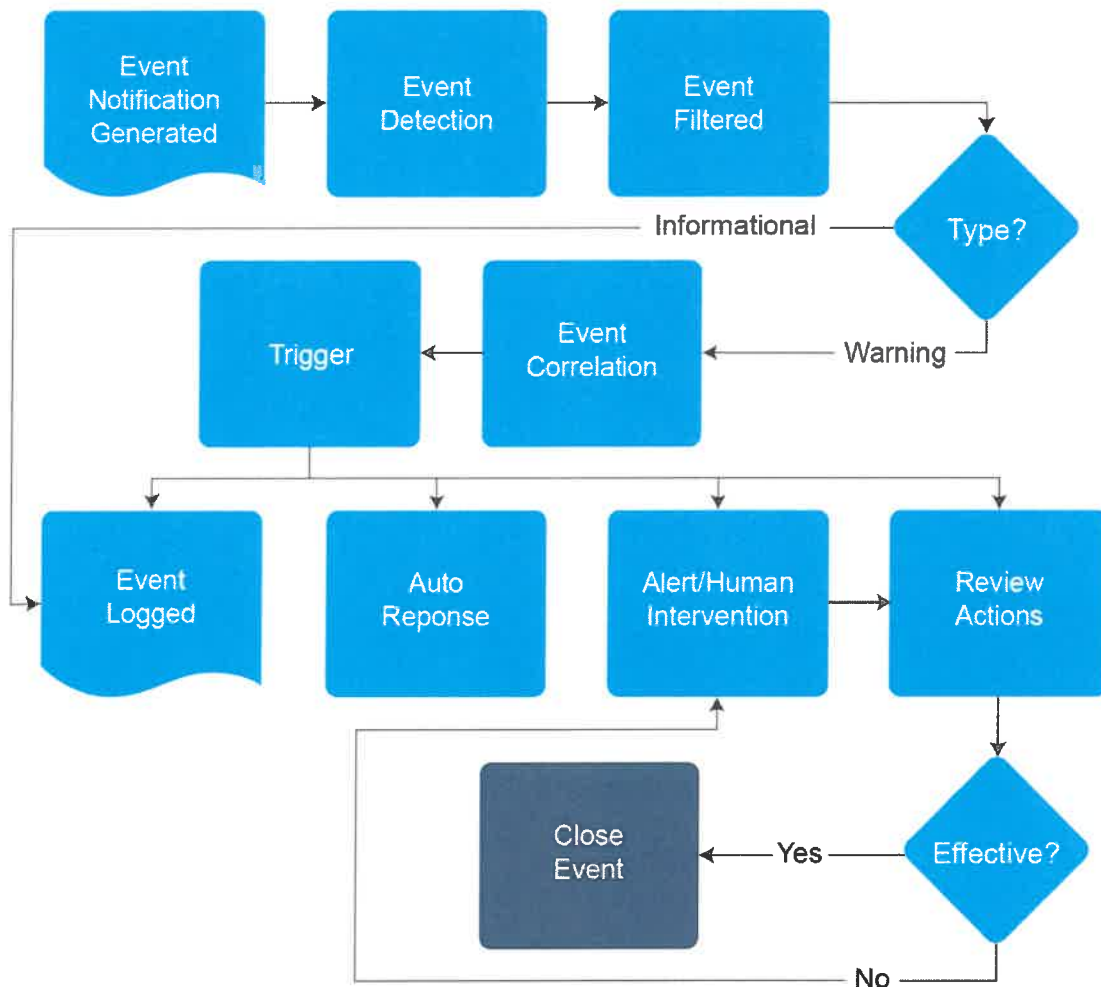 Event
Notification
Generated
Event
Detection
Event
Filtered
Type?
Informational
Trigger
Event
Correlation
Warning
Event
Logged
Auto
Reponse
Alert/Human
Intervention
Review
Actions
Close
Event
Yes
Effective?
No